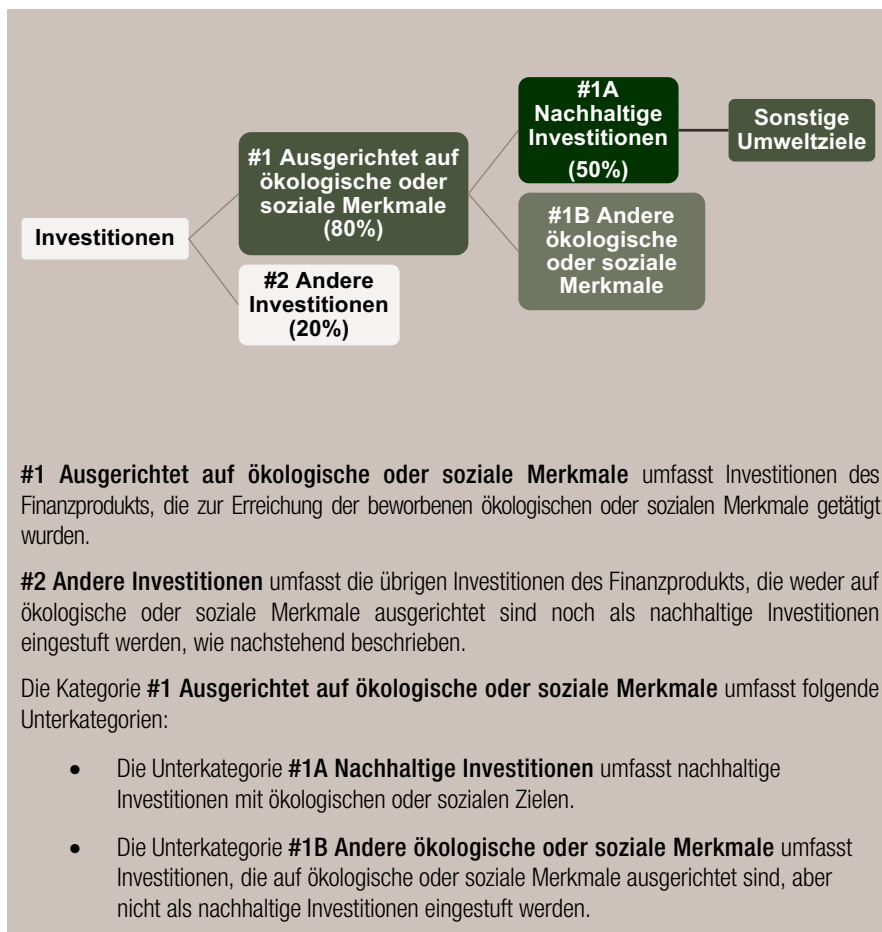 #1A
Nachhaltige
Investitionen
(50%)
Sonstige
Umweltziele
#1 Ausgerichtet auf
ökologische oder
soziale Merkmale
(80%)
#1B Andere
ökologische
oder soziale
Merkmale
Investitionen
#2 Andere
Investitionen
(20%)
#1 Ausgerichtet auf ökologische oder soziale Merkmale umfasst Investitionen des
Finanzprodukts, die zur Erreichung der beworbenen ökologischen oder sozialen Merkmale getätigt
wurden.
#2 Andere Investitionen umfasst die übrigen Investitionen des Finanzprodukts, die weder auf
ökologische oder soziale Merkmale ausgerichtet sind noch als nachhaltige Investitionen
eingestuft werden, wie nachstehend beschrieben.
Die Kategorie #1 Ausgerichtet auf ökologische oder soziale Merkmale umfasst folgende
Unterkategorien:
• Die Unterkategorie #1A Nachhaltige Investitionen umfasst nachhaltige
Investitionen mit ökologischen oder sozialen Zielen.
• Die Unterkategorie #1B Andere ökologische oder soziale Merkmale umfasst
Investitionen, die auf ökologische oder soziale Merkmale ausgerichtet sind, aber
nicht als nachhaltige Investitionen eingestuft werden.